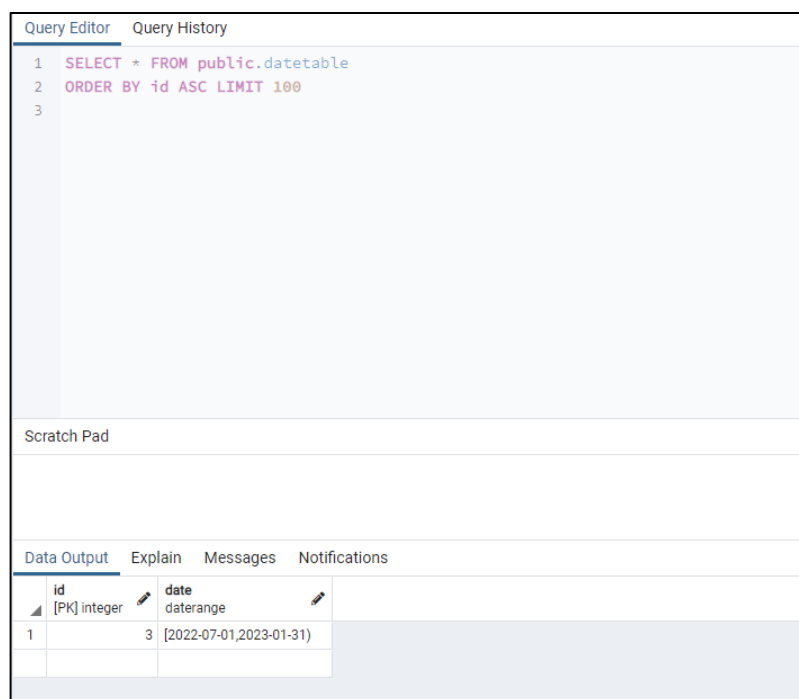 Query Editor Query History
1 SELECT * FROM public.datetable
2 ORDER BY id ASC LIMIT 100
3
Scratch Pad
Data Output Explain Messages Notifications
id date
[PK] integer daterange
1 3 [2022-07-01,2023-01-31)